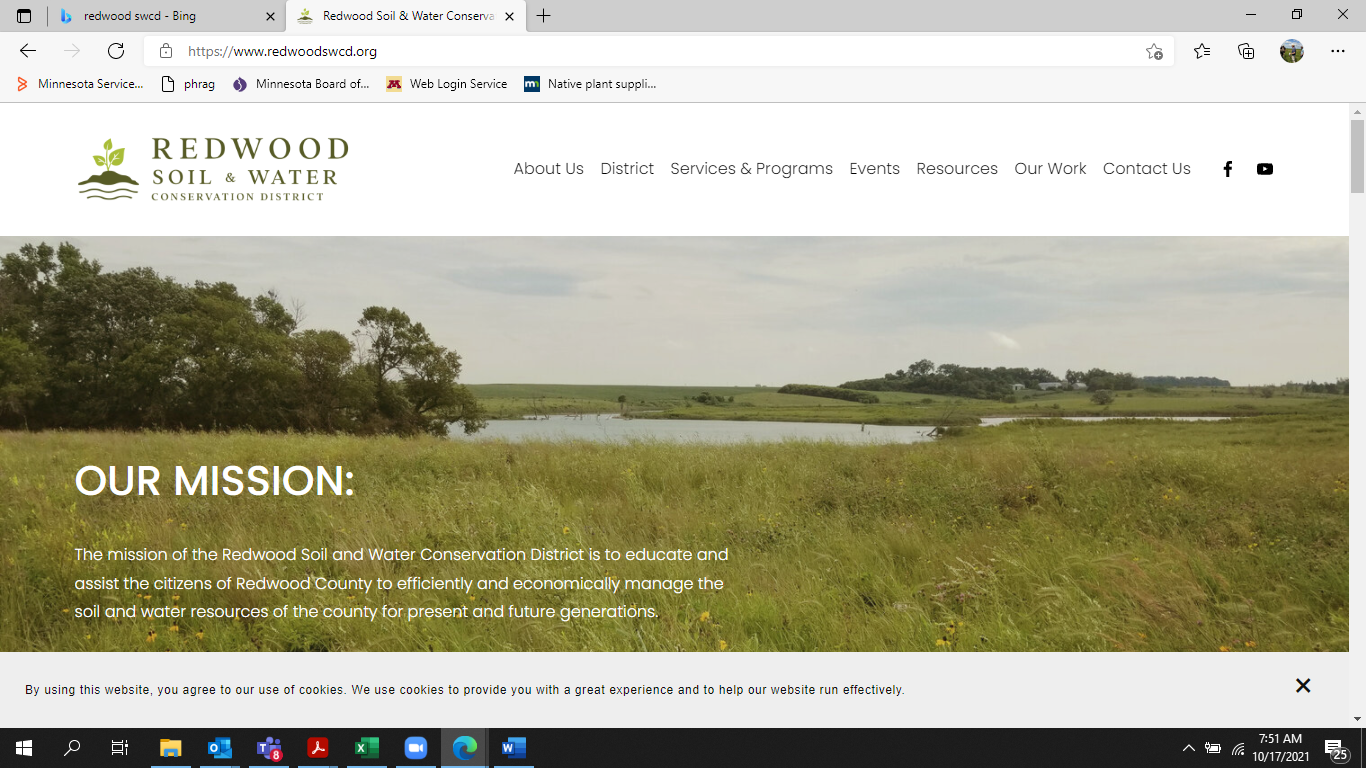 redwood swcd - Bing
Redwood Soil & Water Conserva
https://www.redwoodswcd.org
Minnesota Service...
phrag
Minnesota Board of...
Web Login Service
Native plant suppli...
REDWOOD
SOIL & WATER
CONSERVATION DISTRICT
About Us District Services & Programs Events Resources Our Work Contact Us
OUR MISSION:
The mission of the Redwood Soil and Water Conservation District is to educate and
assist the citizens of Redwood County to efficiently and economically manage the
soil and water resources of the county for present and future generations.
By using this website, you agree to our use of cookies. We use cookies to provide you with a great experience and to help our website run effectively.
8
7:51 AM
10/17/2021
25